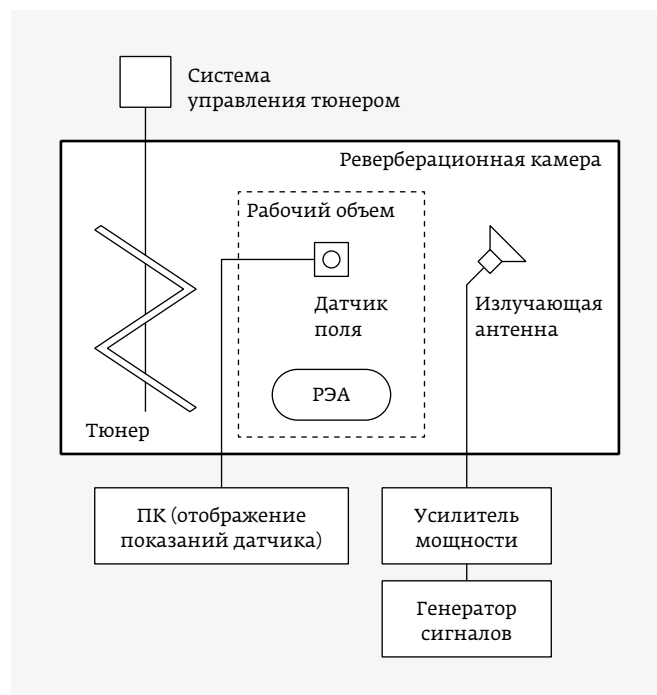 Система
управления тюнером
Реверберационная камера
Рабочий объем
Датчик
поля
Излучающая
антенна
РЭА
Тюнер
ПК (отображение
показаний датчика)
Усилитель
мощности
Генератор
сигналов